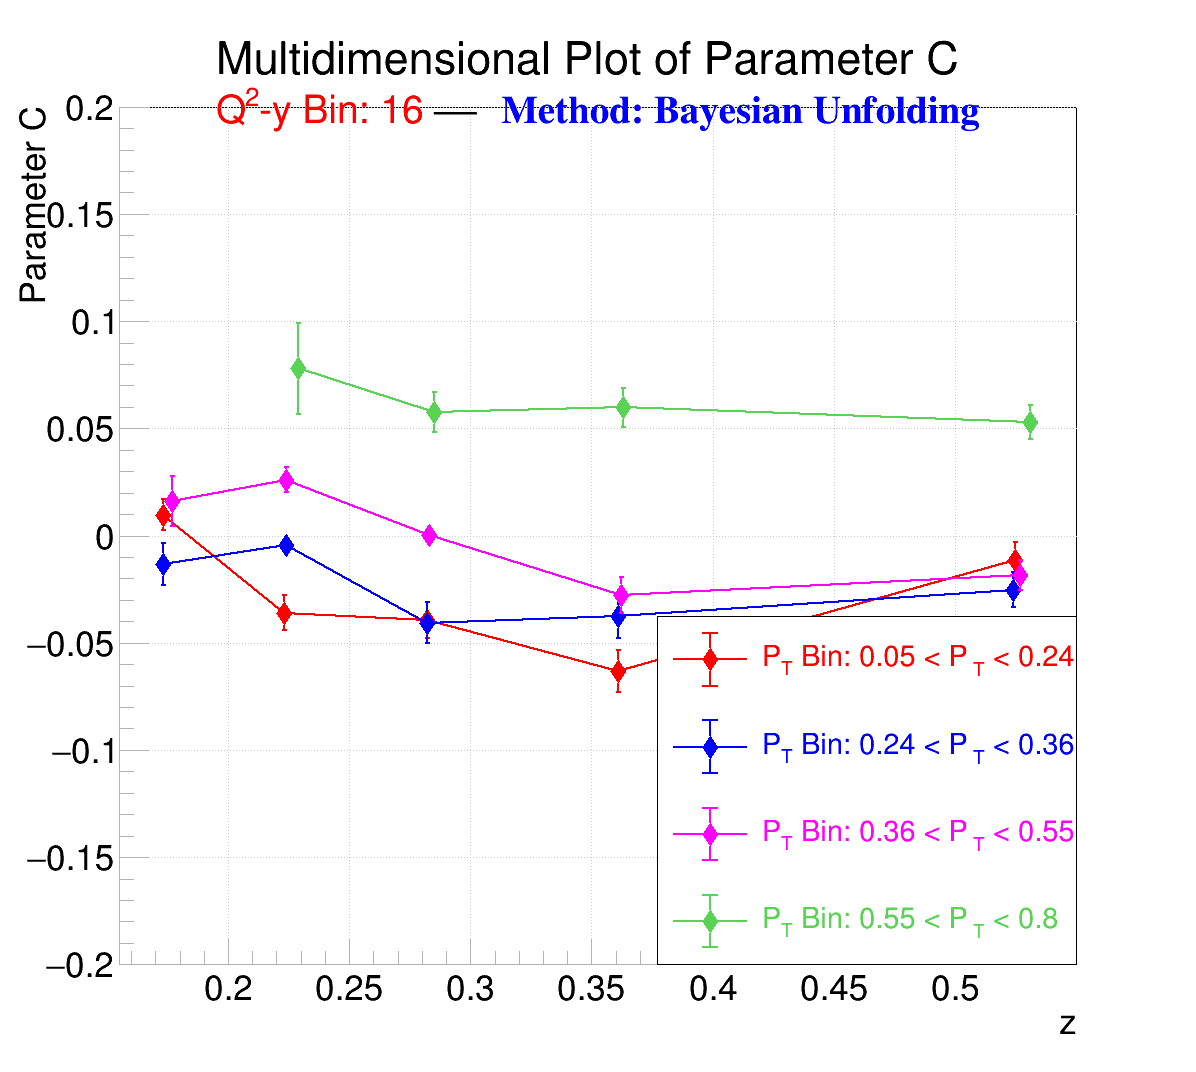 Multidimensional Plot of Parameter C
Q2-y Bin: 16 — Method: Bayesian Unfolding
Parameter C
0.2
0.15
0.1
0.05
0
−0.05
−0.1
−0.15
−0.2
PT Bin: 0.05 < PT < 0.24
PT Bin: 0.24 < PT < 0.36
PT Bin: 0.36 < PT < 0.55
PT Bin: 0.55 < PT < 0.8
0.2 0.25 0.3 0.35 0.4 0.45 0.5
z